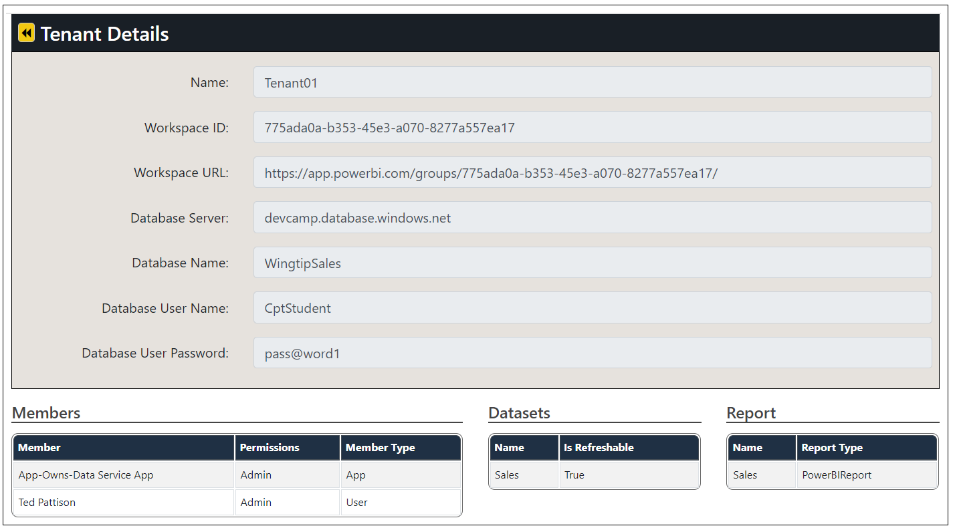 Tenant Details
Name: Tenant01
Workspace ID: 775ada0a-b353-45e3-a070-8277a557ea17
Workspace URL: https://app.powerbi.com/groups/775ada0a-b353-45e3-a070-8277a557ea17/
Database Server: devcamp.database.windows.net
Database Name: WingtipSales
Database User Name: CptStudent
Database User Password: pass@word1
Members
Member Permissions Member Type
App-Owns-Data Service App Admin App
Ted Pattison Admin User
Datasets
Name Is Refreshable
Sales True
Report
Name Report Type
Sales PowerBIReport